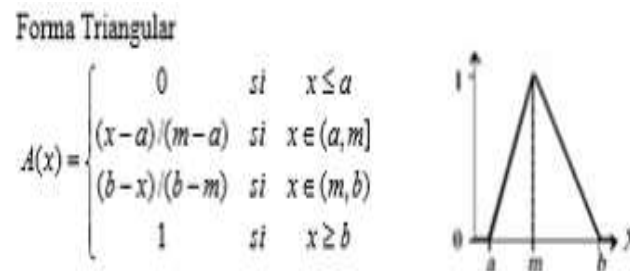 Forma Triangular
A(x) = { 0 si x ≤ a
(x-a)/(m-a) si x ∈ (a,m]
(b-x)/(b-m) si x ∈ (m,b)
1 si x ≥ b
1
0
a m b X